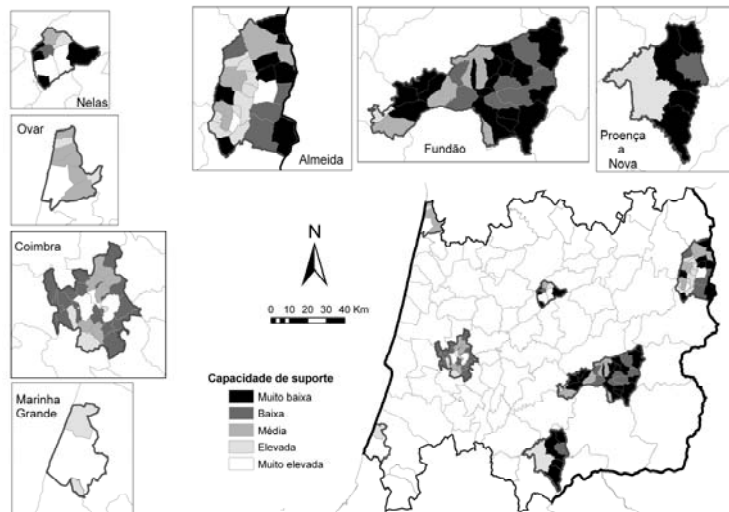 Nelas
Ovar
Coimbra
Marinha
Grande
Almeida
Fundão
Proença
a
Nova
N
0 10 20 30 40 Km
Capacidade de suporte
Muito baixa
Baixa
Média
Elevada
Muito elevada